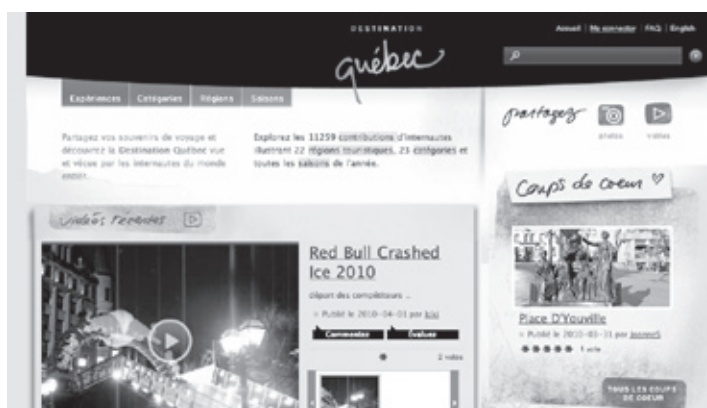 DESTINATION
québec
Accueil | Me connecter | FAQ | English
Expériences
Catégories
Régions
Saisons
Partagez vos souvenirs de voyage et
découvrez la Destination Québec vue
et vécue par les internautes du monde
entier.
Explorez les 11259 contributions d'internautes
illustrant 22 régions touristiques, 23 catégories et
toutes les saisons de l'année.
partagez
photos
vidéos
Coups de coeur
vidéos récentes
Red Bull Crashed
Ice 2010
départ des compétiteurs ...
Publié le 2010-04-01 par
Commenter
Évaluer
2 votes
Place D'Youville
Publié le 2010-03-31 par JeanneS
1 vote
TOUS LES COUPS
DE COEUR